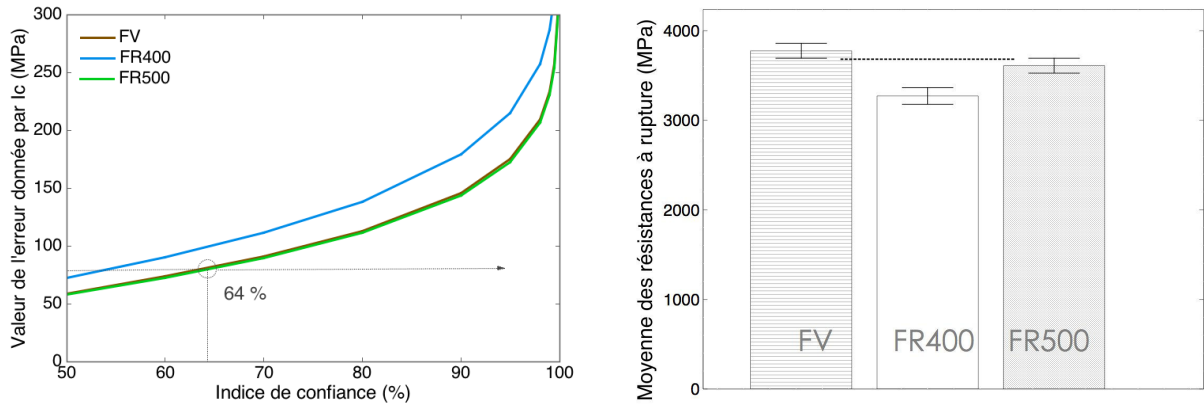 Valeur de l'erreur donnée par Ic (MPa)
300
250
200
150
100
50
0
FV
FR400
FR500
64 %
50
60
70
80
90
100
Indice de confiance (%)
Moyenne des résistances à rupture (MPa)
4000
3000
2000
1000
0
FV
FR400
FR500